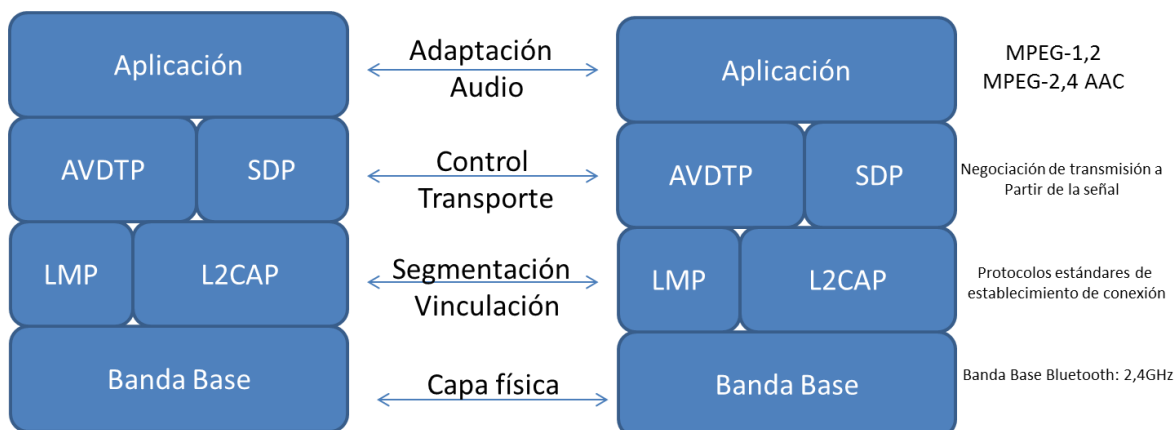 Aplicación
Adaptación
Audio
Aplicación
MPEG-1,2
MPEG-2,4 AAC
AVDTP
SDP
Control
Transporte
AVDTP
SDP
Negociación de transmisión a
Partir de la señal
LMP
L2CAP
Segmentación
Vinculación
LMP
L2CAP
Protocolos estándares de
establecimiento de conexión
Banda Base
Capa física
Banda Base
Banda Base Bluetooth: 2,4GHz